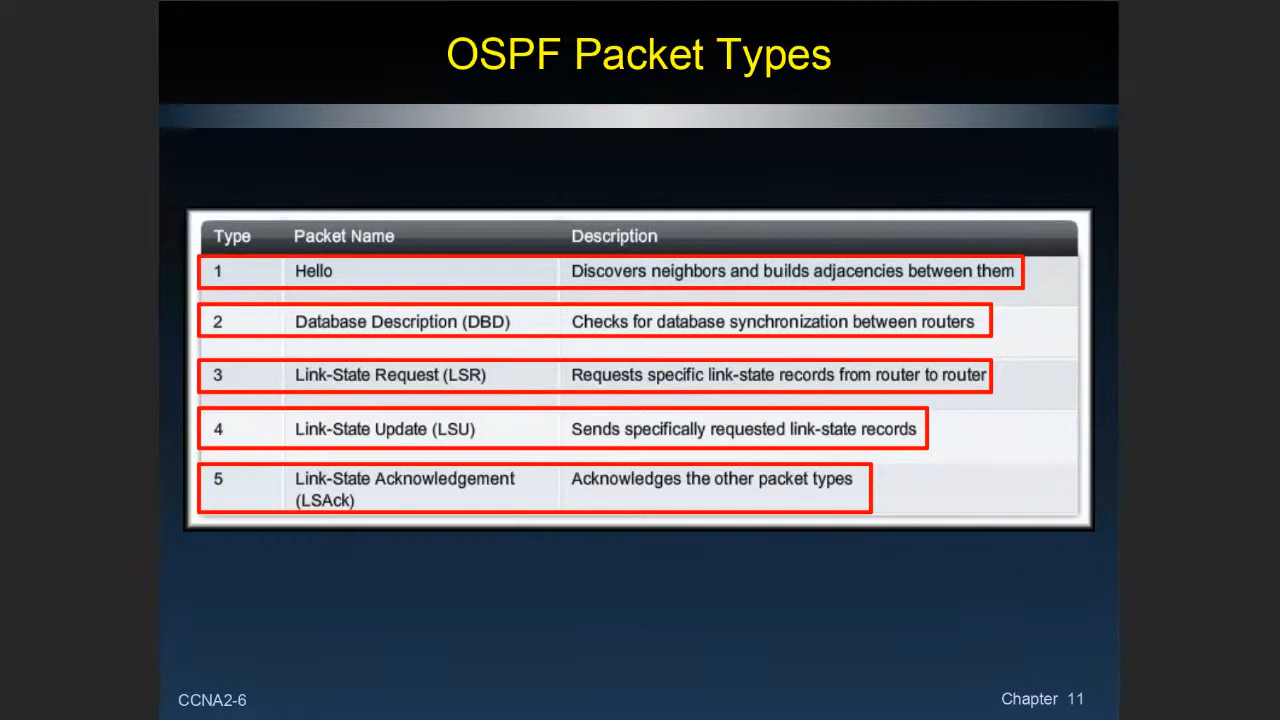 OSPF Packet Types
Type Packet Name Description
1 Hello Discovers neighbors and builds adjacencies between them
2 Database Description (DBD) Checks for database synchronization between routers
3 Link-State Request (LSR) Requests specific link-state records from router to router
4 Link-State Update (LSU) Sends specifically requested link-state records
5 Link-State Acknowledgement Acknowledges the other packet types
(LSAck)
CCNA2-6 Chapter 11